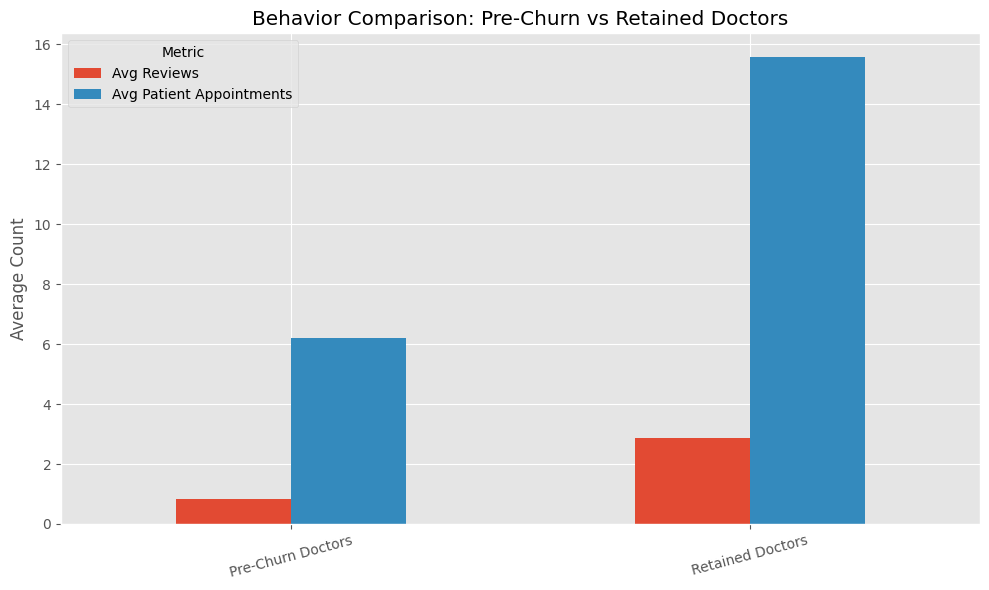 Behavior Comparison: Pre-Churn vs Retained Doctors
Metric
Avg Reviews
Avg Patient Appointments
Average Count
16
14
12
10
8
6
4
2
0
Pre-Churn Doctors
Retained Doctors